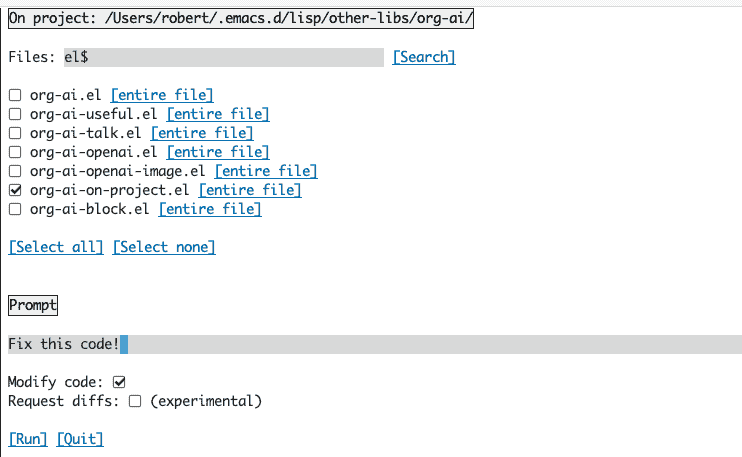 On project: /Users/robert/.emacs.d/lisp/other-libs/org-ai/
Files: el$ [Search]
org-ai.el [entire file]
org-ai-useful.el [entire file]
org-ai-talk.el [entire file]
org-ai-openai.el [entire file]
org-ai-openai-image.el [entire file]
org-ai-on-project.el [entire file]
org-ai-block.el [entire file]
[Select all] [Select none]
Prompt
Fix this code!
Modify code:
Request diffs: (experimental)
[Run] [Quit]